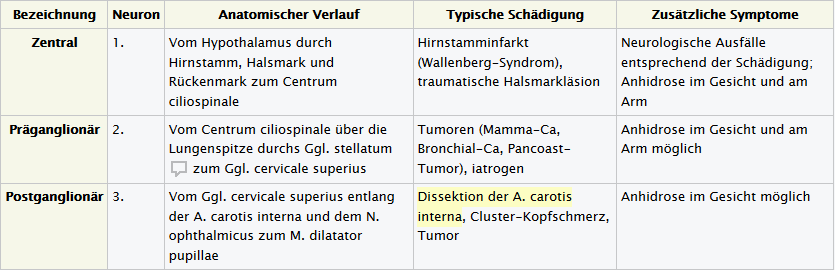 Bezeichnung Neuron Anatomischer Verlauf Typische Schädigung Zusätzliche Symptome
Zentral 1. Vom Hypothalamus durch Hirnstamminfarkt Neurologische Ausfälle
Hirnstamm, Halsmark und (Wallenberg-Syndrom), entsprechend der Schädigung;
Rückenmark zum Centrum traumatische Halsmarkläsion Anhidrose im Gesicht und am
ciliospinale Arm
Präganglionär 2. Vom Centrum ciliospinale über die Tumoren (Mamma-Ca, Anhidrose im Gesicht und am
Lungenspitze durchs Ggl. stellatum Bronchial-Ca, Pancoast- Arm möglich
zum Ggl. cervicale superius Tumor), iatrogen
Postganglionär 3. Vom Ggl. cervicale superius entlang Dissektion der A. carotis Anhidrose im Gesicht möglich
der A. carotis interna und dem N. interna, Cluster-Kopfschmerz,
ophthalmicus zum M. dilatator Tumor
pupillae